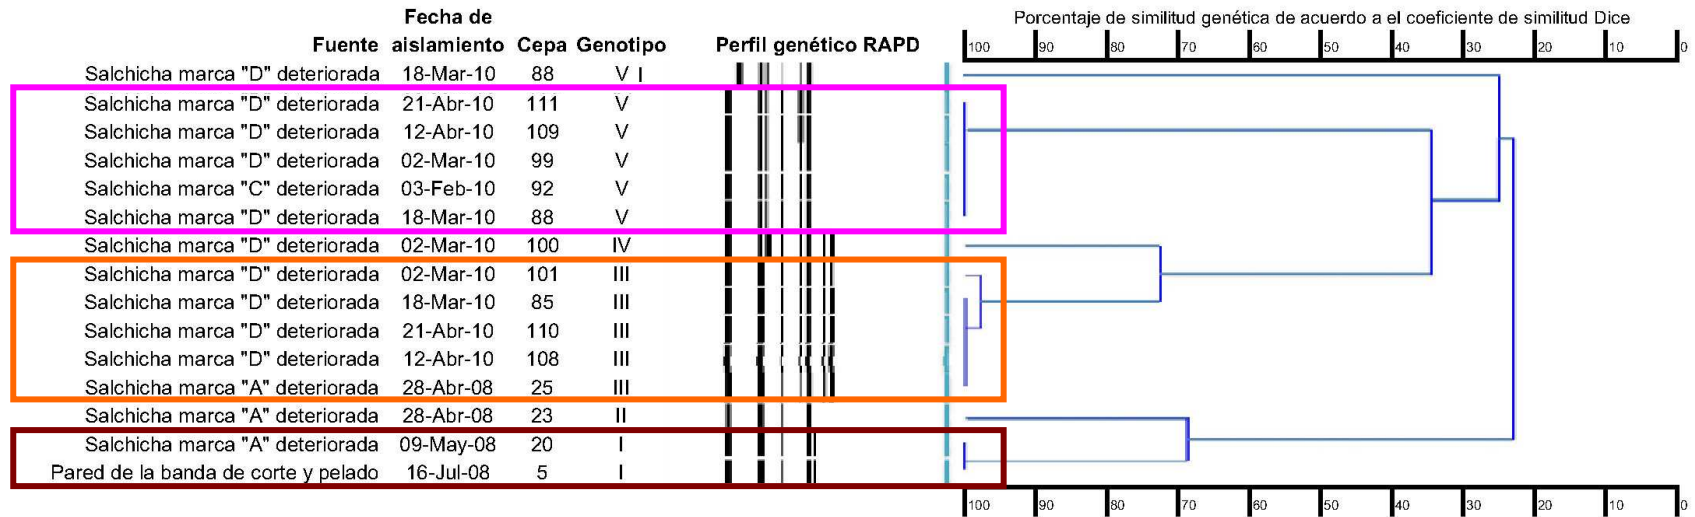 Porcentaje de similitud genética de acuerdo a el coeficiente de similitud Dice
100 90 80 70 60 50 40 30 20 10 0
Fecha de
Fuente aislamiento Cepa Genotipo Perfil genético RAPD
Salchicha marca "D" deteriorada 18-Mar-10 88 V I
Salchicha marca "D" deteriorada 21-Abr-10 111 V
Salchicha marca "D" deteriorada 12-Abr-10 109 V
Salchicha marca "D" deteriorada 02-Mar-10 99 V
Salchicha marca "C" deteriorada 03-Feb-10 92 V
Salchicha marca "D" deteriorada 18-Mar-10 88 V
Salchicha marca "D" deteriorada 02-Mar-10 100 IV
Salchicha marca "D" deteriorada 02-Mar-10 101 III
Salchicha marca "D" deteriorada 18-Mar-10 85 III
Salchicha marca "D" deteriorada 21-Abr-10 110 III
Salchicha marca "D" deteriorada 12-Abr-10 108 III
Salchicha marca "A" deteriorada 28-Abr-08 25 III
Salchicha marca "A" deteriorada 28-Abr-08 23 II
Salchicha marca "A" deteriorada 09-May-08 20 I
Pared de la banda de corte y pelado 16-Jul-08 5 I
100 90 80 70 60 50 40 30 20 10 0